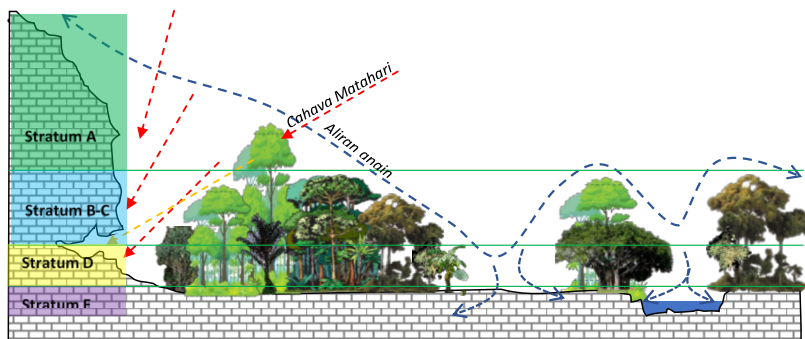 Cahaya Matahari
Aliran angin
Stratum A
Stratum B-C
Stratum D
Stratum E